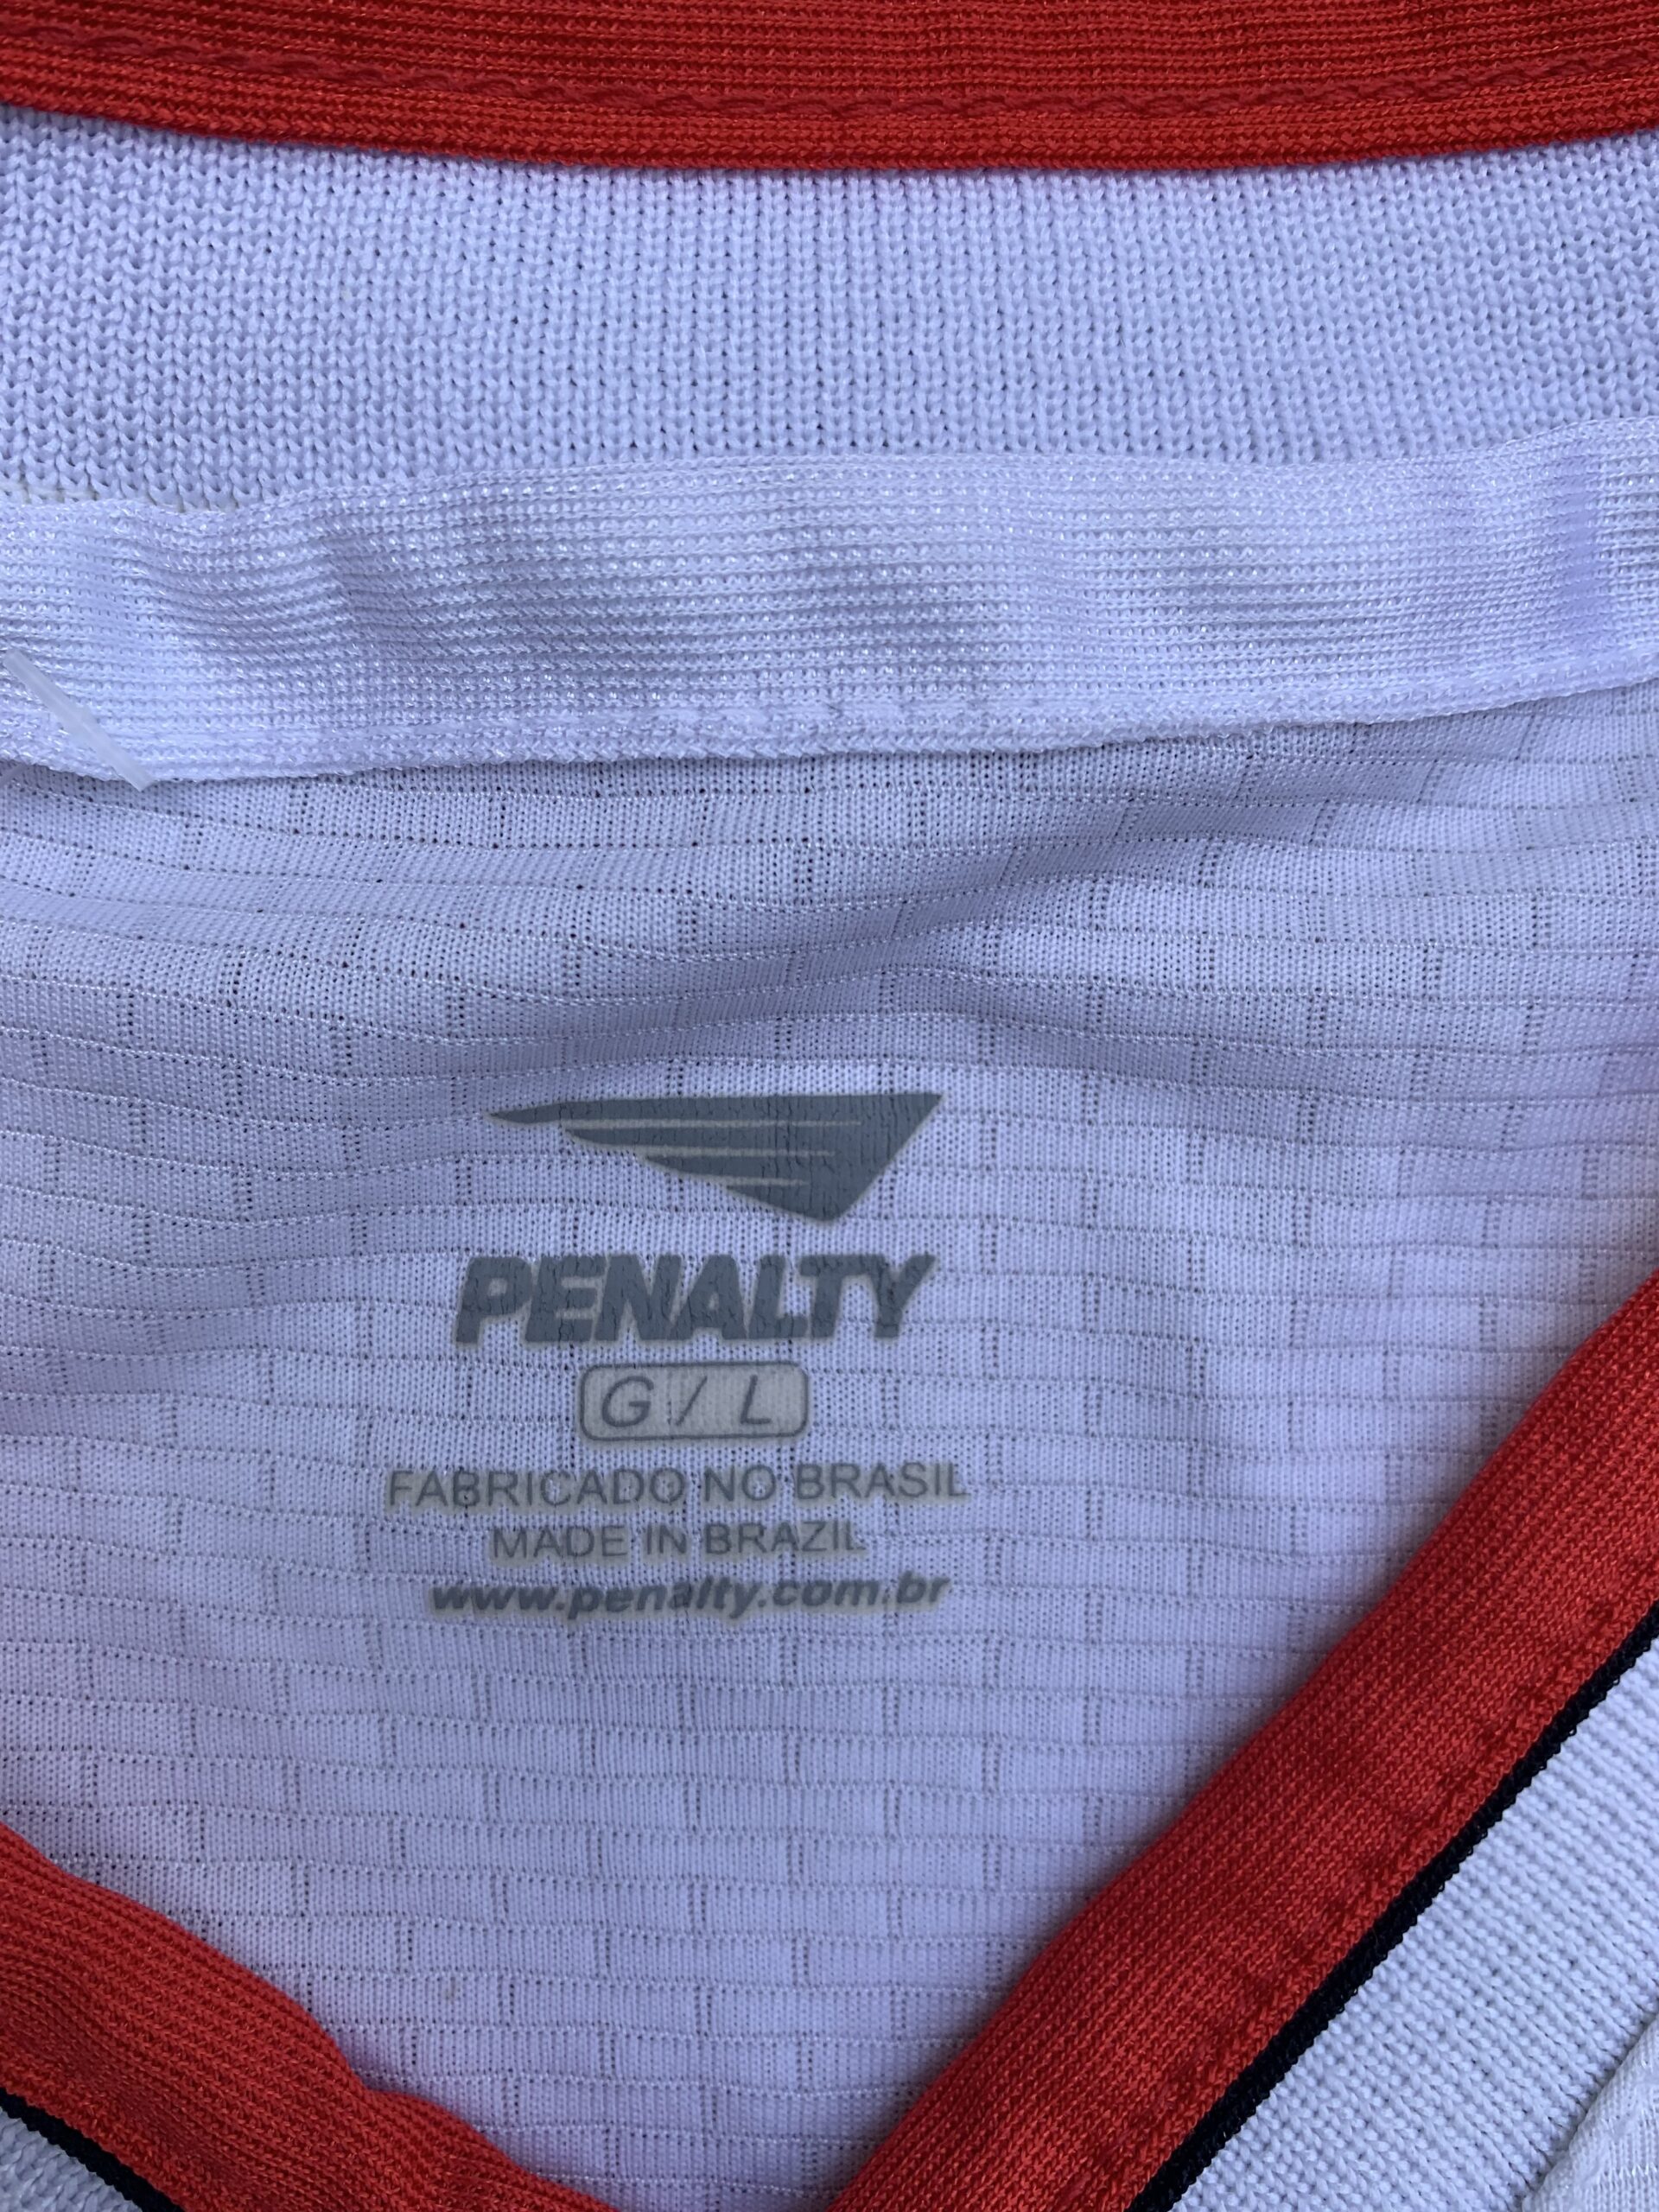 PENALTY
G / L
FABRICADO NO BRASIL
MADE IN BRAZIL
www.penalty.com.br